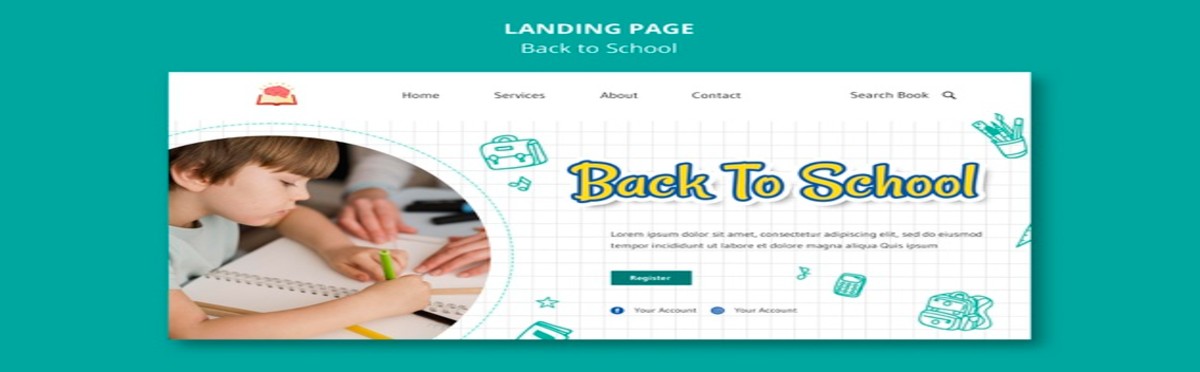 LANDING PAGE
Back to School
Home Services About Contact Search Book
Back To School
Lorem ipsum dolor sit amet, consectetur adipiscing elit, sed do eiusmod
tempor incididunt ut labore et dolore magna aliqua Quis ipsum
Register
Your Account Your Account